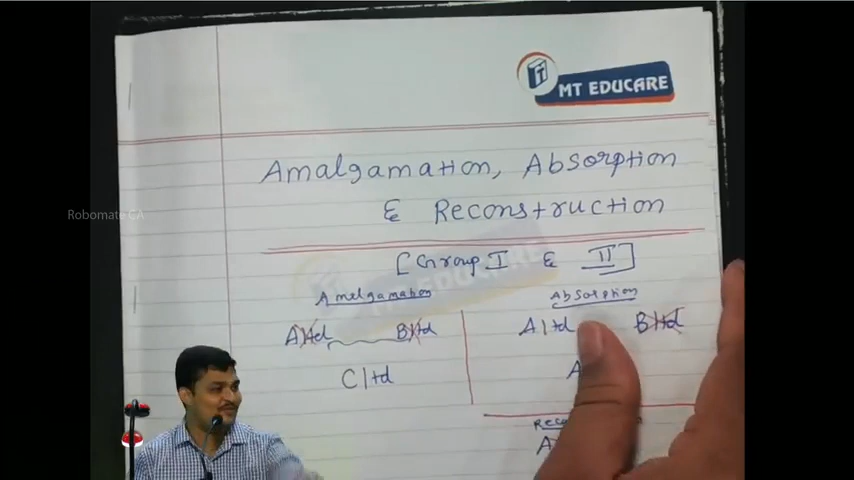 MT EDUCARE
Amalgamation, Absorption
& Reconstruction
Robomate CA
[Group I & II]
Amalgamation
A ltd B ltd
C ltd
Absorption
A ltd B ltd
A